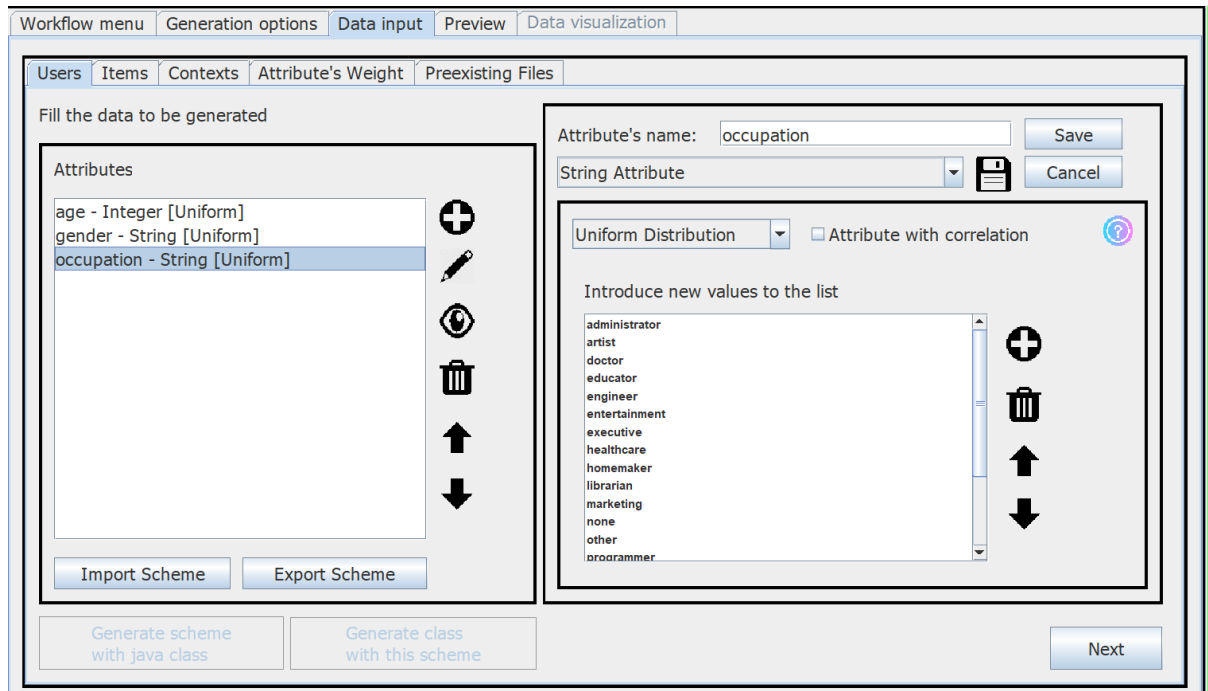 Workflow menu Generation options Data input Preview Data visualization
Users Items Contexts Attribute's Weight Preexisting Files
Fill the data to be generated
Attributes
age - Integer [Uniform]
gender - String [Uniform]
occupation - String [Uniform]
Import Scheme Export Scheme
Generate scheme
with java class
Generate class
with this scheme
Attribute's name: occupation Save
String Attribute Cancel
Uniform Distribution Attribute with correlation ?
Introduce new values to the list
administrator
artist
doctor
educator
engineer
entertainment
executive
healthcare
homemaker
librarian
marketing
none
other
programmer
Next